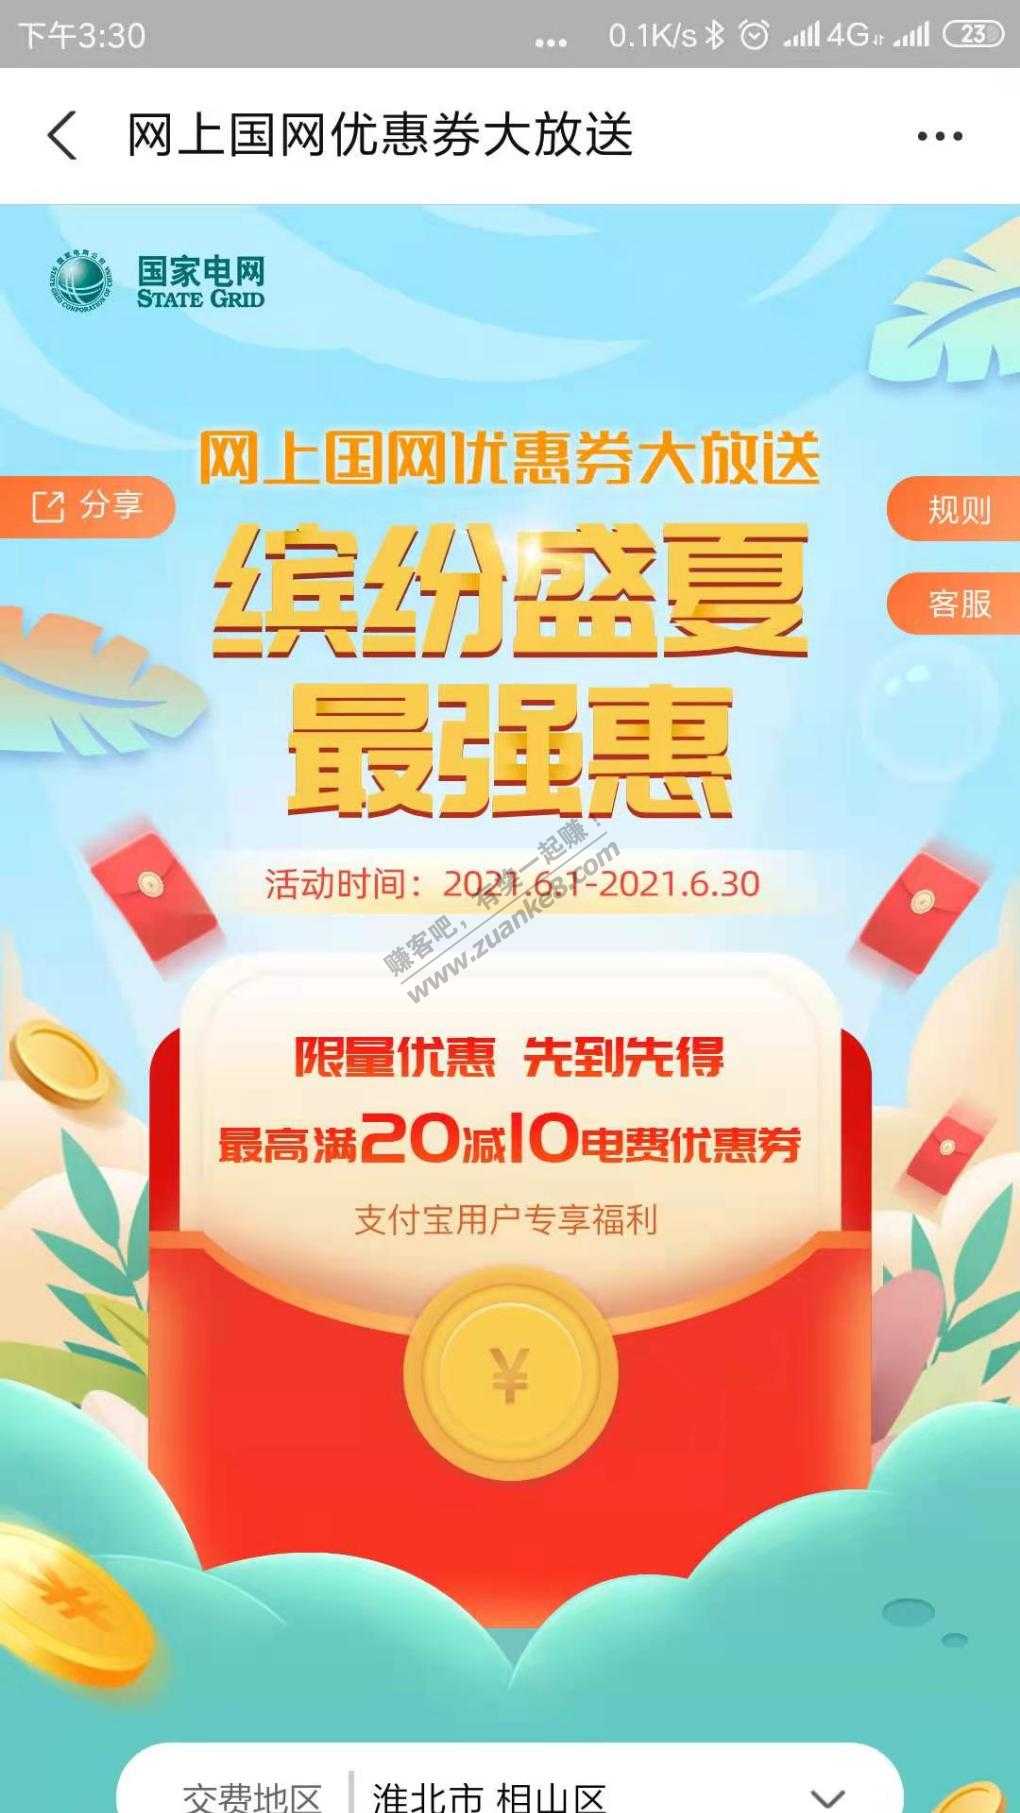 下午3:30
... 0.1K/s 4G 23
网上国网优惠券大放送
国家电网
STATE GRID
网上国网优惠券大放送
分享
规则
缤纷盛夏
客服
最强惠
活动时间：2021.6.1-2021.6.30
赚客吧，有奖一起赚！
www.zuanke8.com
限量优惠 先到先得
最高满20减10电费优惠券
支付宝用户专享福利
¥
交费地区 淮北市 相山区